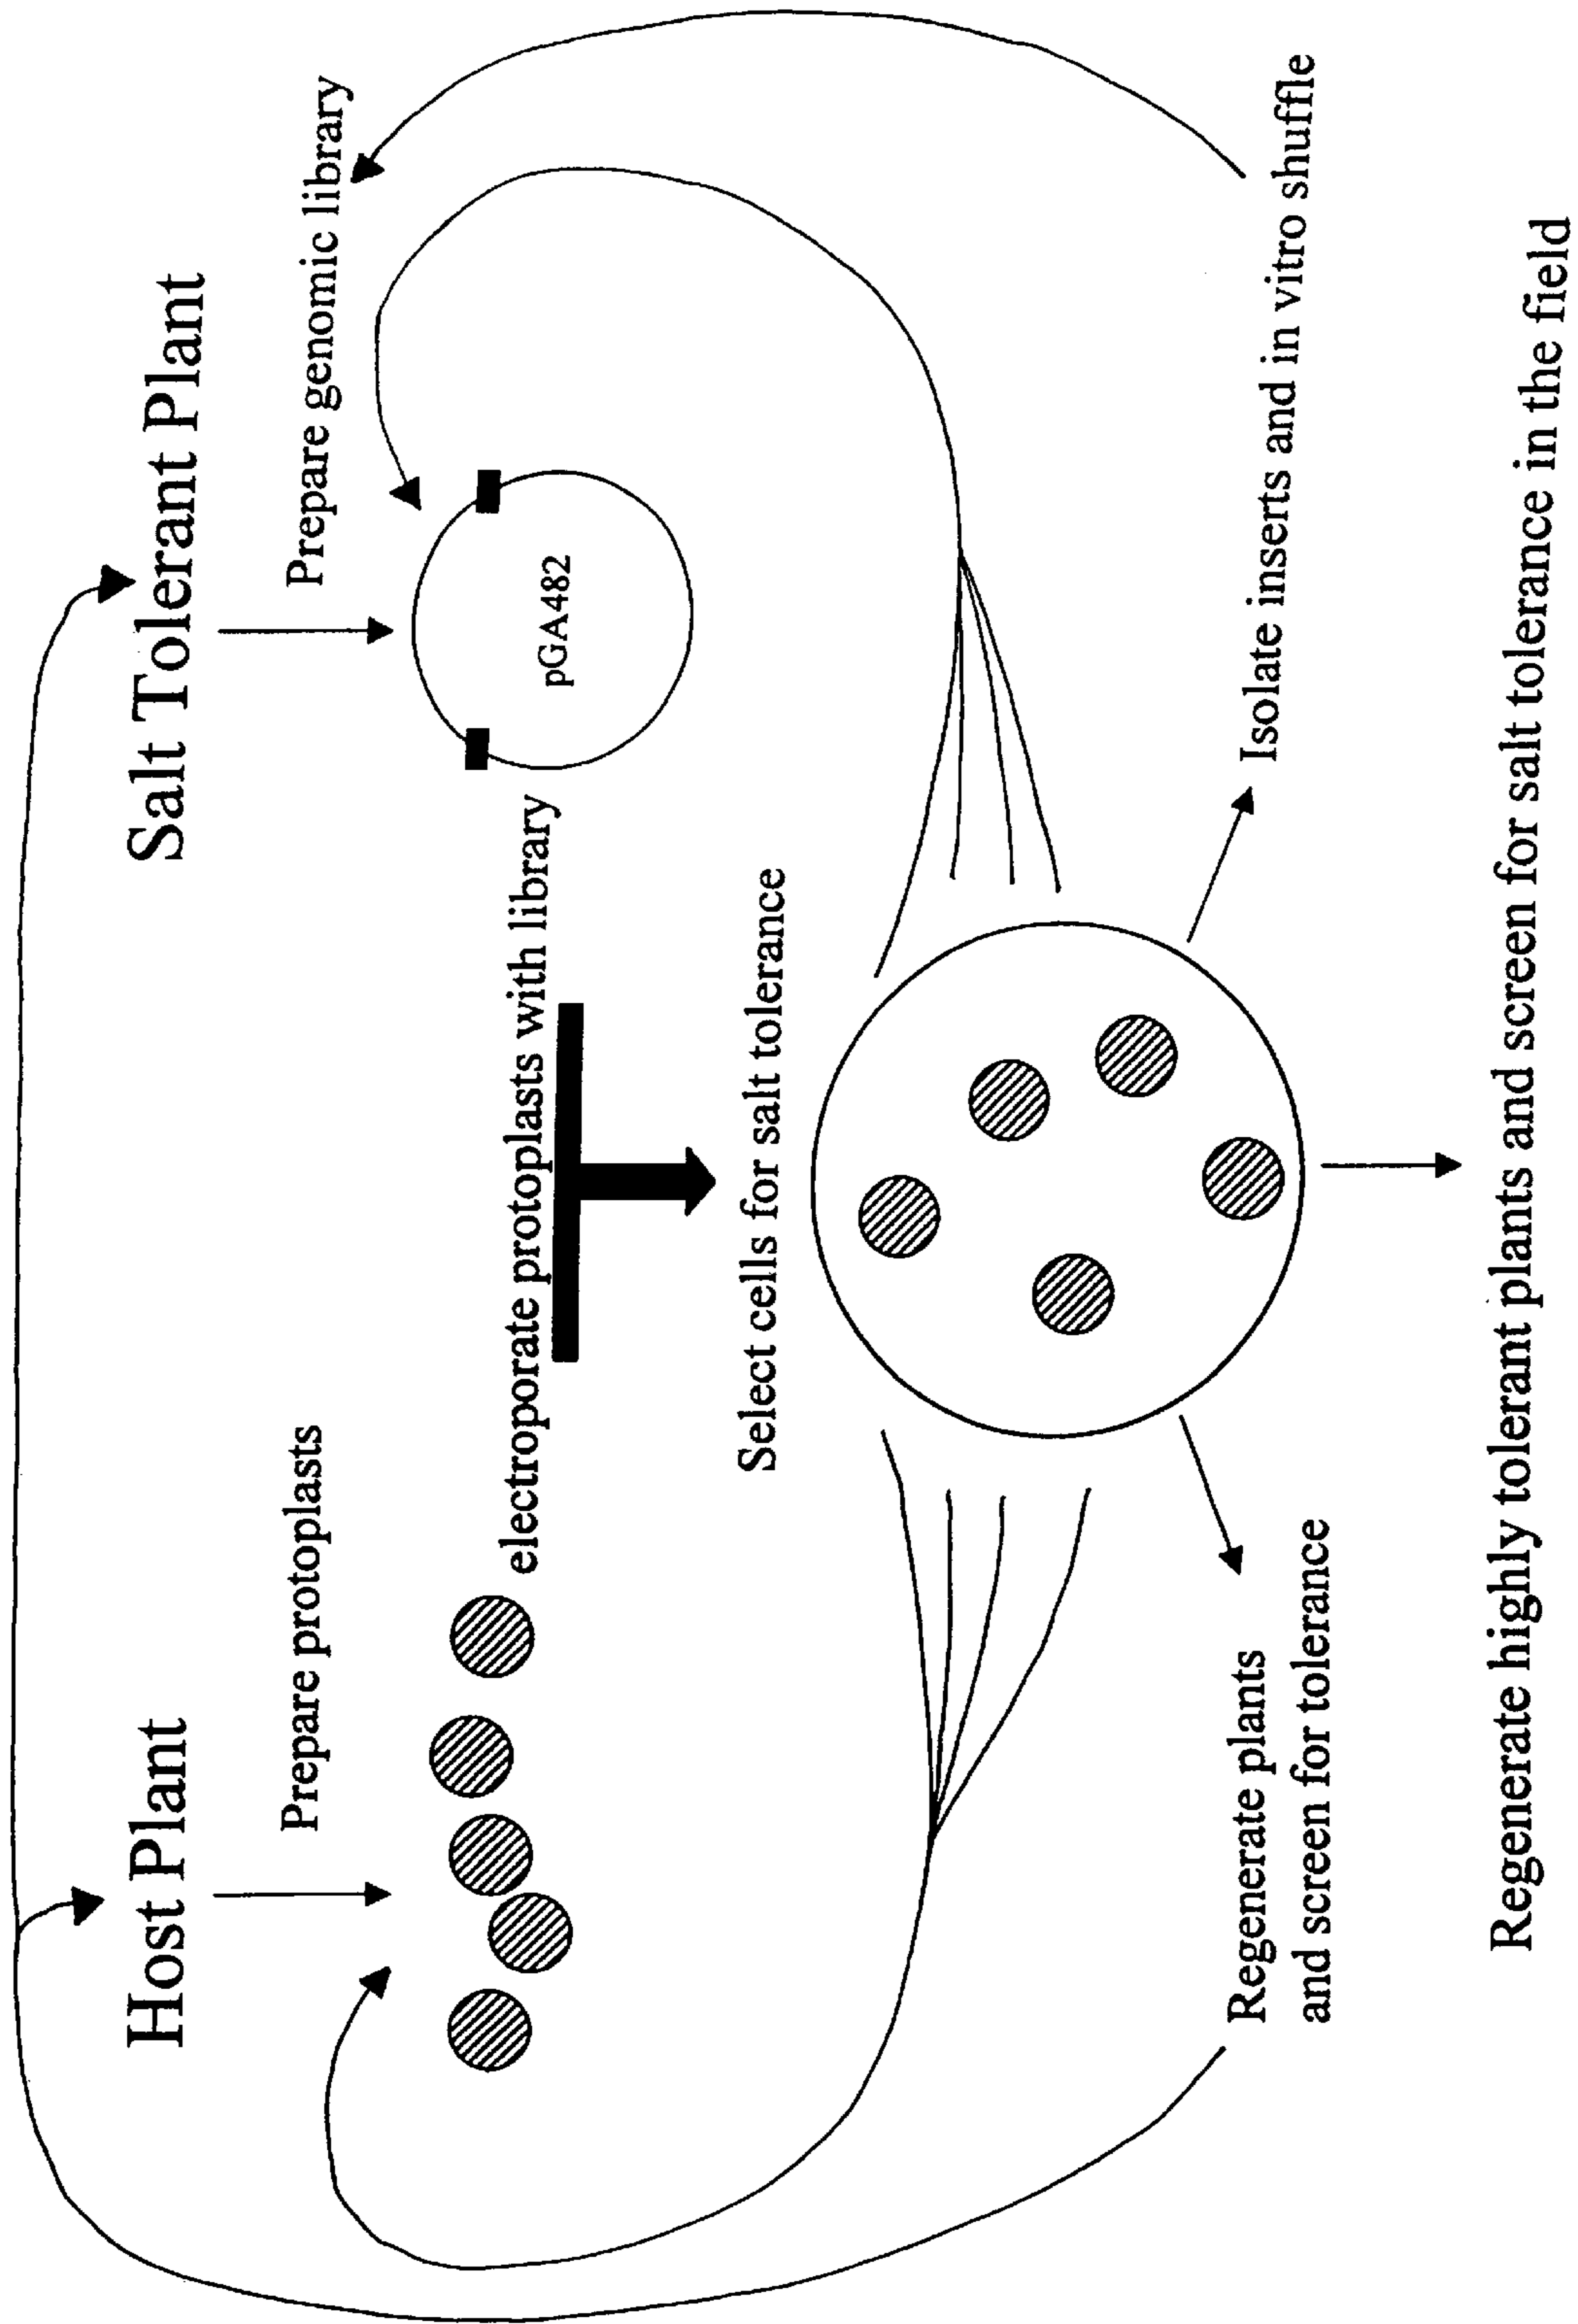 Host Plant
Salt Tolerant Plant
Prepare protoplasts
Prepare genomic library
electroporate protoplasts with library
pGA482
Select cells for salt tolerance
Regenerate plants
and screen for tolerance
Isolate inserts and in vitro shuffle
Regenerate highly tolerant plants and screen for salt tolerance in the field